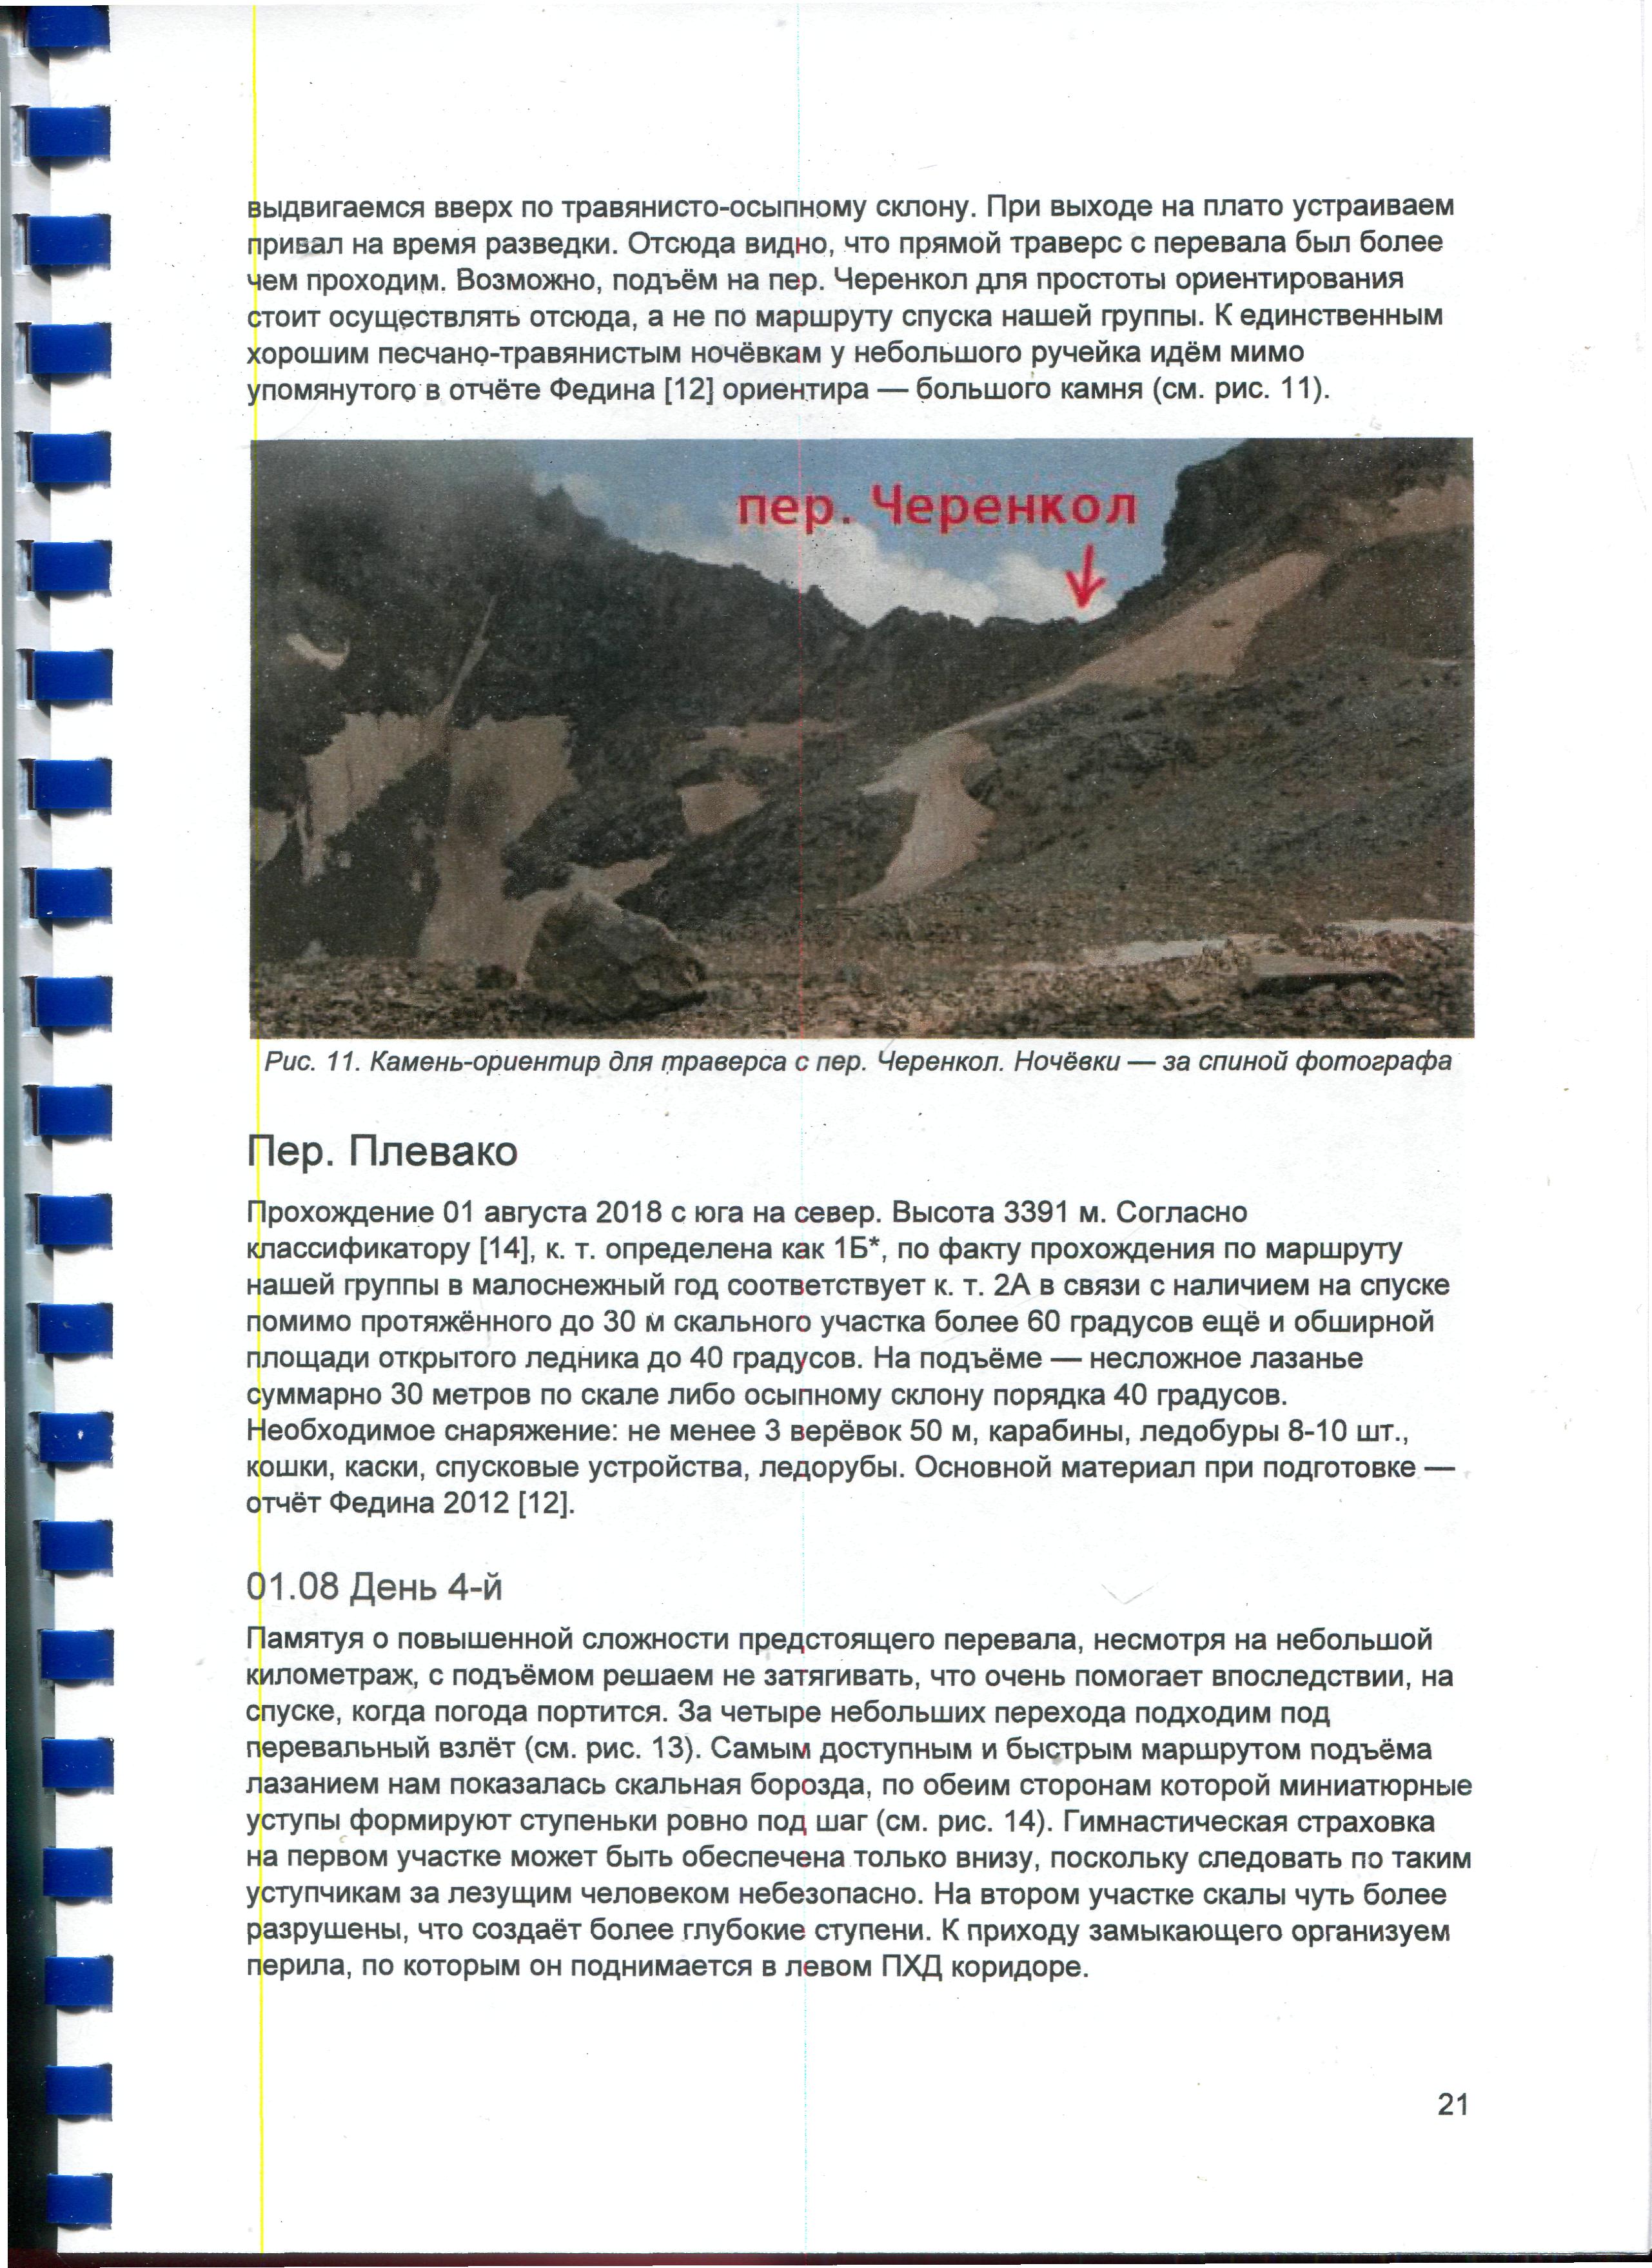 выдвигаемся вверх по травянисто-осыпному склону. При выходе на плато устраиваем
привал на время разведки. Отсюда видно, что прямой траверс с перевала был более
чем проходим. Возможно, подъём на пер. Черенкол для простоты ориентирования
стоит осуществлять отсюда, а не по маршруту спуска нашей группы. К единственным
хорошим песчано-травянистым ночёвкам у небольшого ручейка идём мимо
упомянутого в отчёте Федина [12] ориентира — большого камня (см. рис. 11).
пер. Черенкол
Рис. 11. Камень-ориентир для траверса с пер. Черенкол. Ночёвки — за спиной фотографа
Пер. Плевако
Прохождение 01 августа 2018 с юга на север. Высота 3391 м. Согласно
классификатору [14], к. т. определена как 1Б*, по факту прохождения по маршруту
нашей группы в малоснежный год соответствует к. т. 2А в связи с наличием на спуске
помимо протяжённого до 30 м скального участка более 60 градусов ещё и обширной
площади открытого ледника до 40 градусов. На подъёме — несложное лазанье
суммарно 30 метров по скале либо осыпному склону порядка 40 градусов.
Необходимое снаряжение: не менее 3 верёвок 50 м, карабины, ледобуры 8-10 шт.,
кошки, каски, спусковые устройства, ледорубы. Основной материал при подготовке —
отчёт Федина 2012 [12].
01.08 День 4-й
Памятуя о повышенной сложности предстоящего перевала, несмотря на небольшой
километраж, с подъёмом решаем не затягивать, что очень помогает впоследствии, на
спуске, когда погода портится. За четыре небольших перехода подходим под
перевальный взлёт (см. рис. 13). Самым доступным и быстрым маршрутом подъёма
лазанием нам показалась скальная борозда, по обеим сторонам которой миниатюрные
уступы формируют ступеньки ровно под шаг (см. рис. 14). Гимнастическая страховка
на первом участке может быть обеспечена только внизу, поскольку следовать по таким
уступчикам за лезущим человеком небезопасно. На втором участке скалы чуть более
разрушены, что создаёт более глубокие ступени. К приходу замыкающего организуем
перила, по которым он поднимается в левом ПХД коридоре.
21